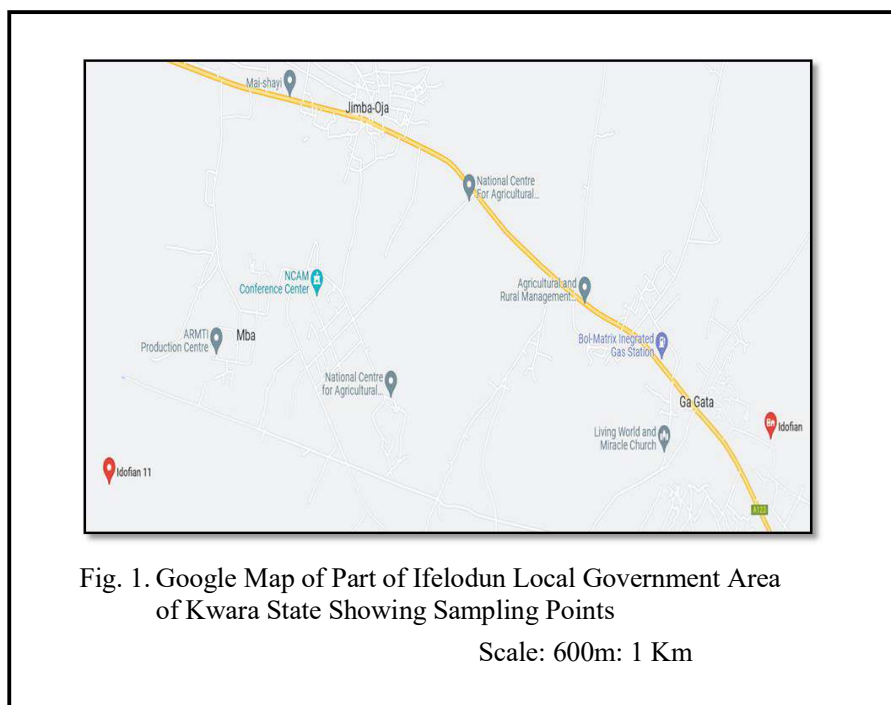 Mai-shayi
Jimba-Oja
National Centre
For Agricultural...
NCAM
Conference Center
Agricultural and
Rural Management...
ARMTI
Production Centre
Mba
Bol-Matrix Inegrated
Gas Station
National Centre
for Agricultural...
Ga Gata
Living World and
Miracle Church
Idofian
Idofian 11
A123
Fig. 1. Google Map of Part of Ifelodun Local Government Area
of Kwara State Showing Sampling Points
Scale: 600m: 1 Km